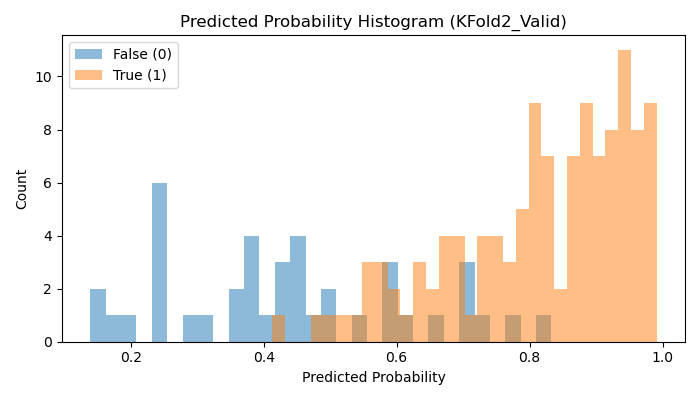 Predicted Probability Histogram (KFold2_Valid)
False (0)
True (1)
Count
10
8
6
4
2
0
0.2 0.4 0.6 0.8 1.0
Predicted Probability